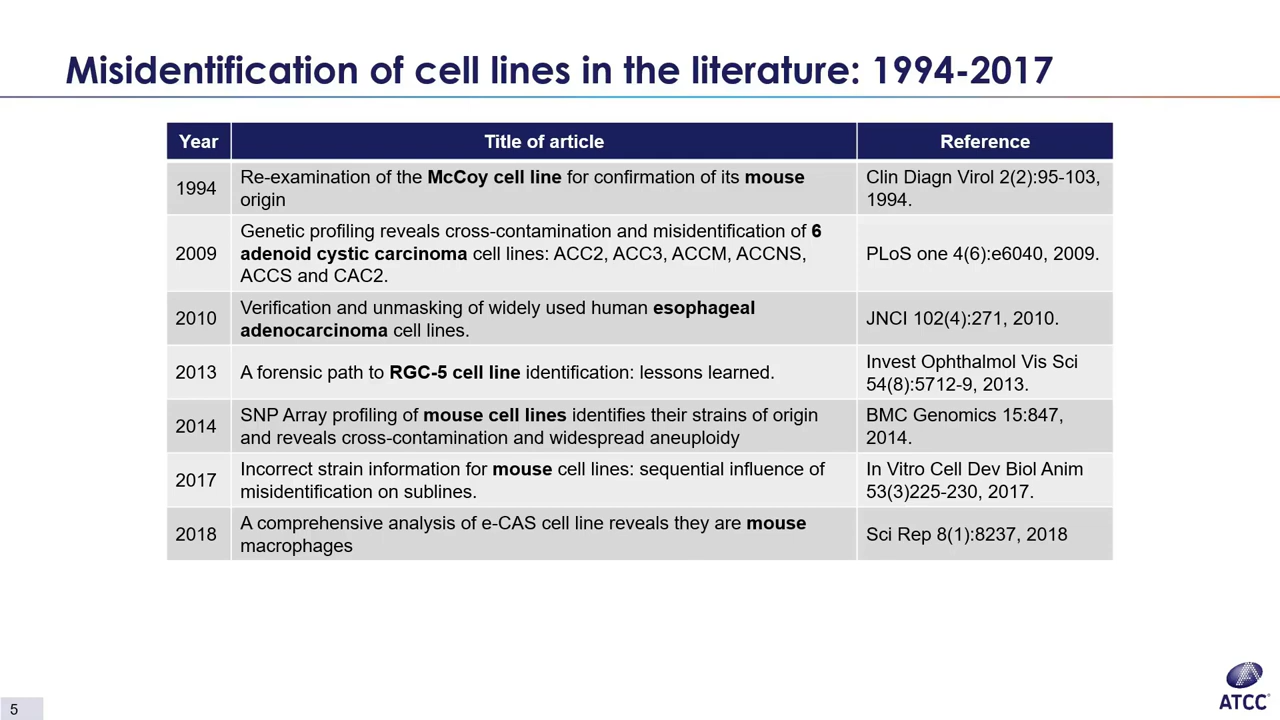 Misidentification of cell lines in the literature: 1994-2017
Year Title of article Reference
1994
Re-examination of the McCoy cell line for confirmation of its mouse
origin
Clin Diagn Virol 2(2):95-103,
1994.
2009
Genetic profiling reveals cross-contamination and misidentification of 6
adenoid cystic carcinoma cell lines: ACC2, ACC3, ACCM, ACCNS,
ACCS and CAC2.
PLoS one 4(6):e6040, 2009.
2010
Verification and unmasking of widely used human esophageal
adenocarcinoma cell lines.
JNCI 102(4):271, 2010.
2013
A forensic path to RGC-5 cell line identification: lessons learned.
Invest Ophthalmol Vis Sci
54(8):5712-9, 2013.
2014
SNP Array profiling of mouse cell lines identifies their strains of origin
and reveals cross-contamination and widespread aneuploidy
BMC Genomics 15:847,
2014.
2017
Incorrect strain information for mouse cell lines: sequential influence of
misidentification on sublines.
In Vitro Cell Dev Biol Anim
53(3)225-230, 2017.
2018
A comprehensive analysis of e-CAS cell line reveals they are mouse
macrophages
Sci Rep 8(1):8237, 2018
5
ATCC